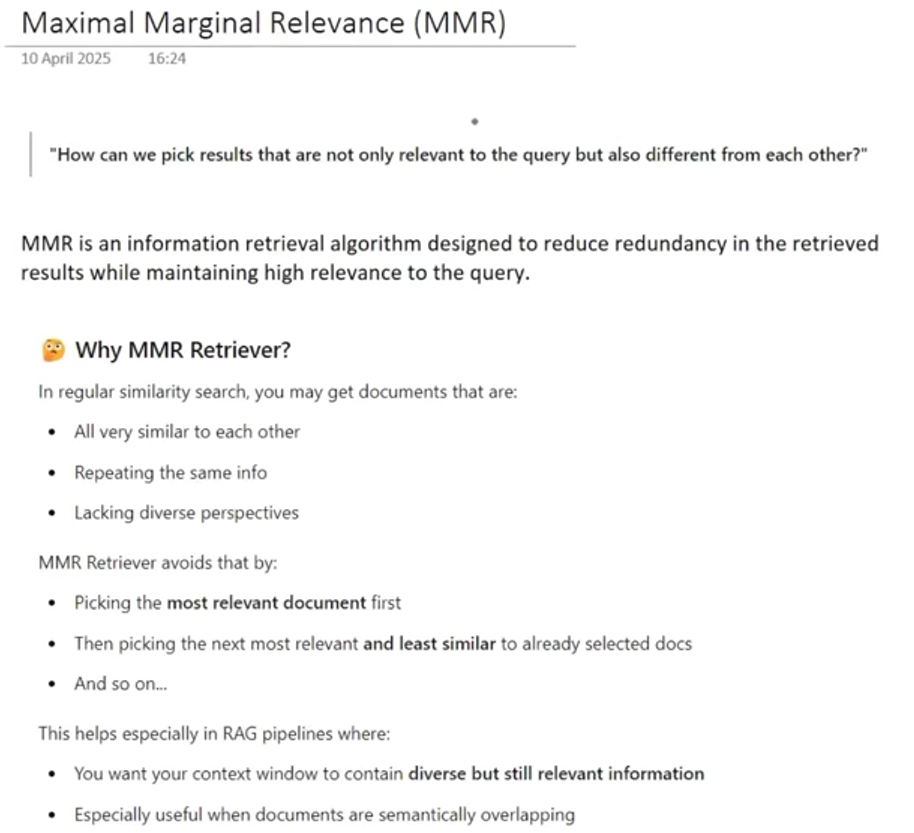 Maximal Marginal Relevance (MMR)
10 April 2025 16:24
"How can we pick results that are not only relevant to the query but also different from each other?"
MMR is an information retrieval algorithm designed to reduce redundancy in the retrieved
results while maintaining high relevance to the query.
🤔 Why MMR Retriever?
In regular similarity search, you may get documents that are:
• All very similar to each other
• Repeating the same info
• Lacking diverse perspectives
MMR Retriever avoids that by:
• Picking the most relevant document first
• Then picking the next most relevant and least similar to already selected docs
• And so on...
This helps especially in RAG pipelines where:
• You want your context window to contain diverse but still relevant information
• Especially useful when documents are semantically overlapping